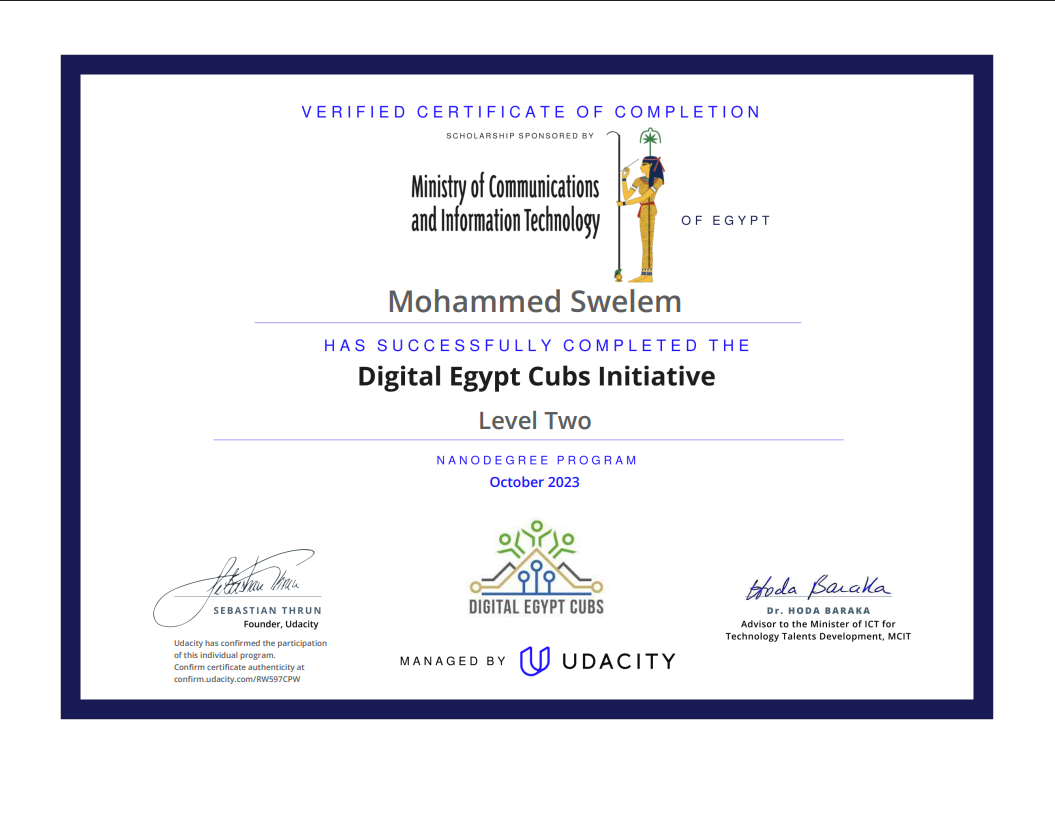 VERIFIED CERTIFICATE OF COMPLETION
SCHOLARSHIP SPONSORED BY
Ministry of Communications
and Information Technology
OF EGYPT
Mohammed Swelem
HAS SUCCESSFULLY COMPLETED THE
Digital Egypt Cubs Initiative
Level Two
NANODEGREE PROGRAM
October 2023
DIGITAL EGYPT CUBS
MANAGED BY UDACITY
Sebastian Thrun
SEBASTIAN THRUN
Founder, Udacity
Udacity has confirmed the participation
of this individual program.
Confirm certificate authenticity at
confirm.udacity.com/RW597CPW
Hoda Baraka
Dr. HODA BARAKA
Advisor to the Minister of ICT for
Technology Talents Development, MCIT